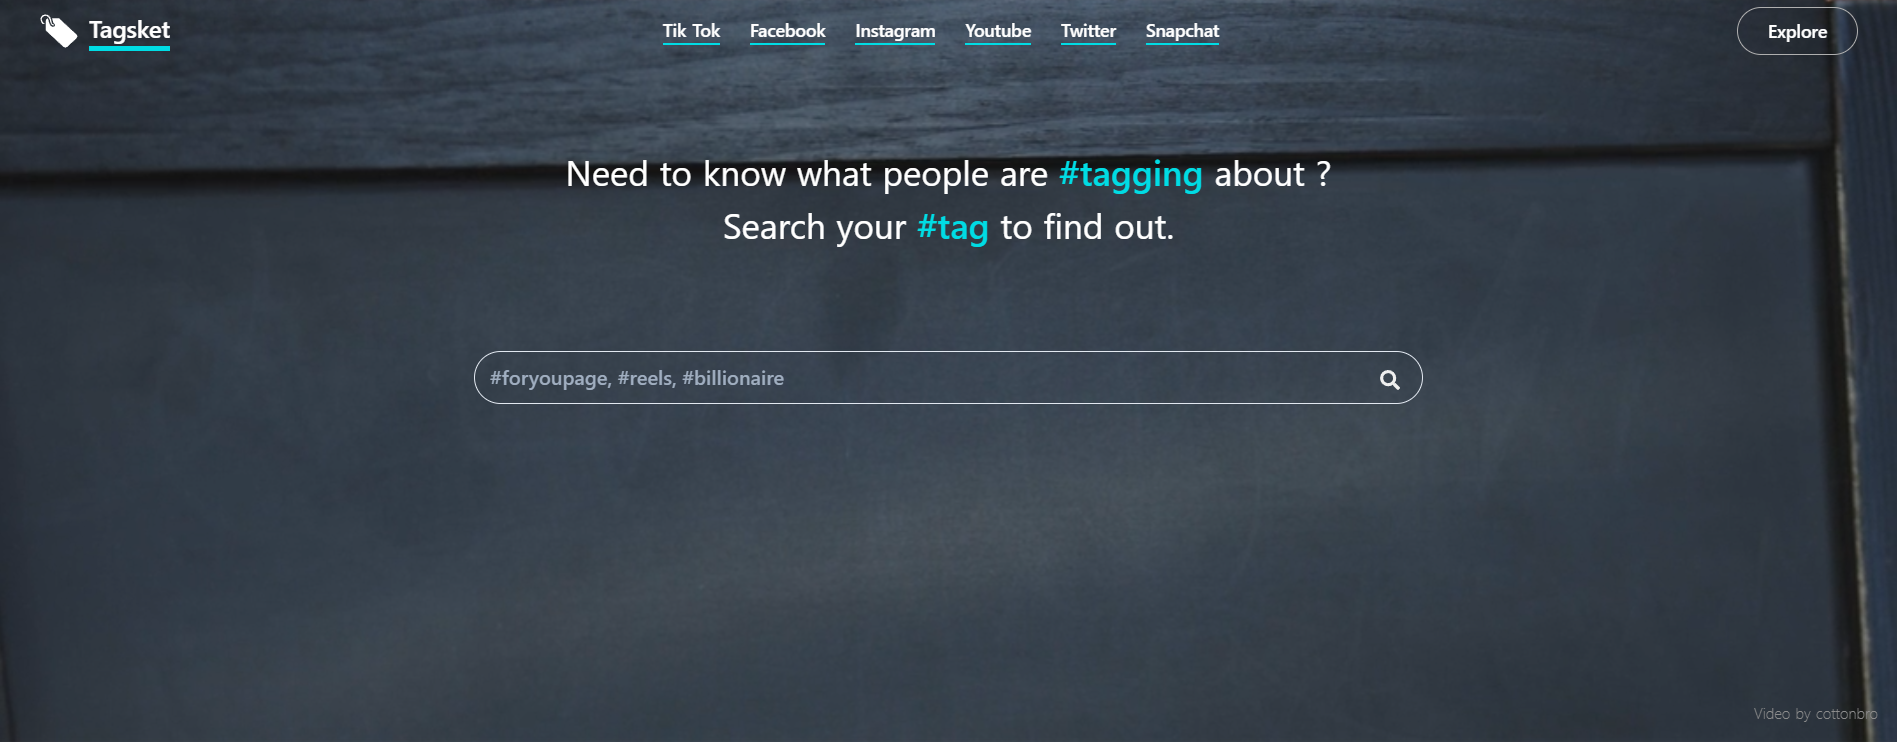 Tagsket
Tik Tok Facebook Instagram Youtube Twitter Snapchat
Explore
Need to know what people are #tagging about ?
Search your #tag to find out.
#foryoupage, #reels, #billionaire
Video by cottonbro